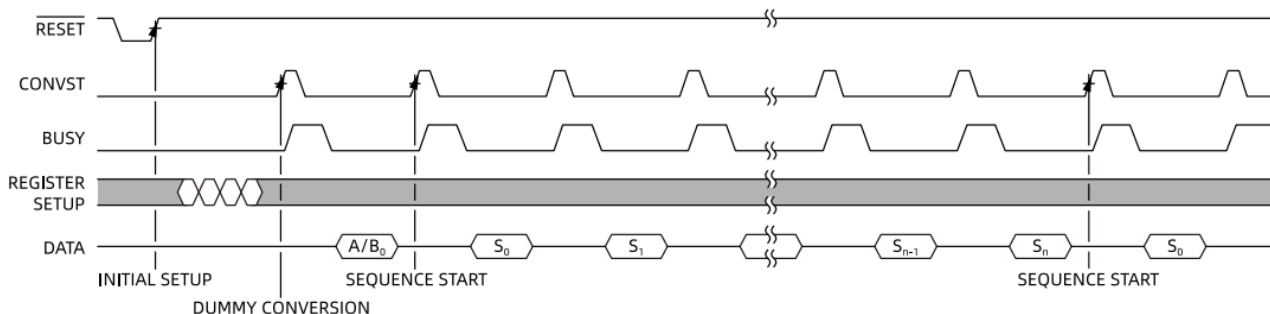 RESET
CONVST
BUSY
REGISTER
SETUP
DATA
A/B₀
S₀
S₁
Sₙ₋₁
Sₙ
S₀
INITIAL SETUP
SEQUENCE START
SEQUENCE START
DUMMY CONVERSION